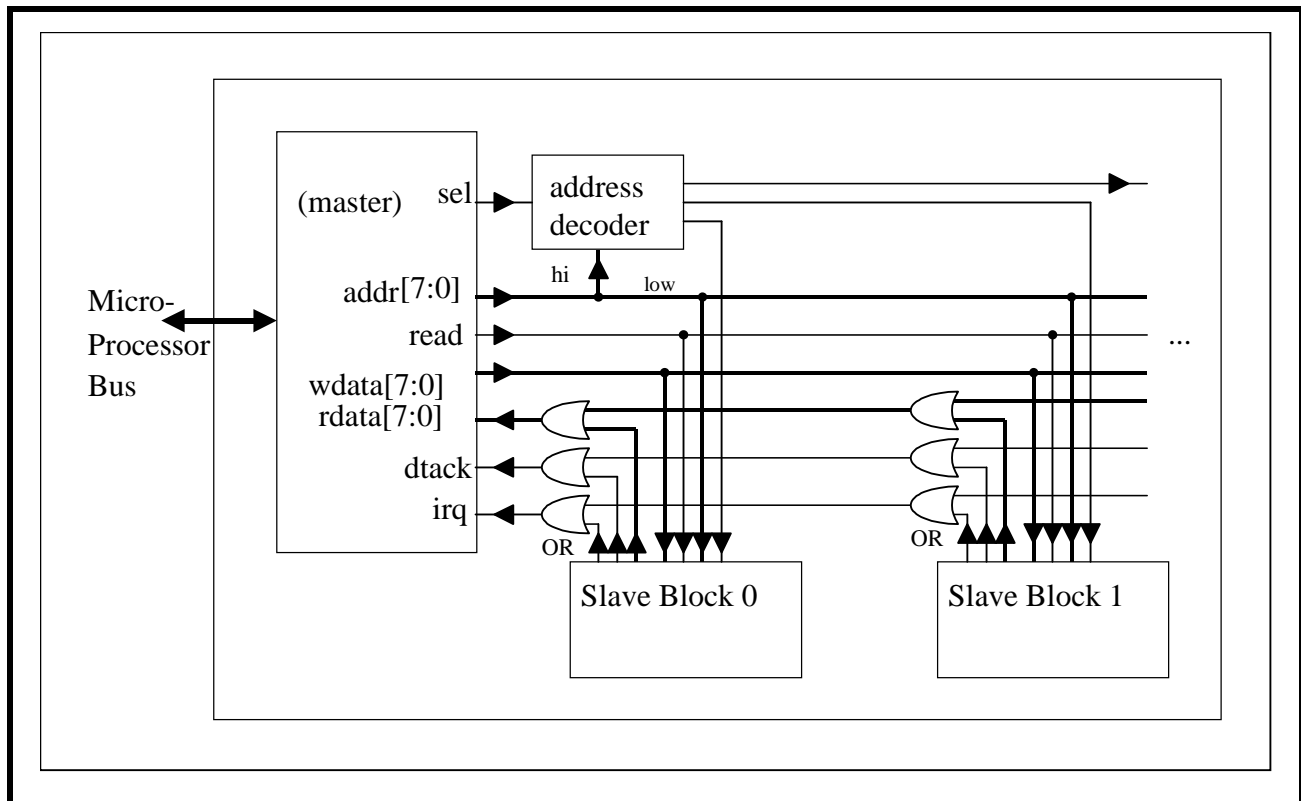 sel
(master)
address
decoder
hi
low
addr[7:0]
Micro-
Processor
Bus
read
...
wdata[7:0]
rdata[7:0]
dtack
irq
OR
OR
Slave Block 0
Slave Block 1